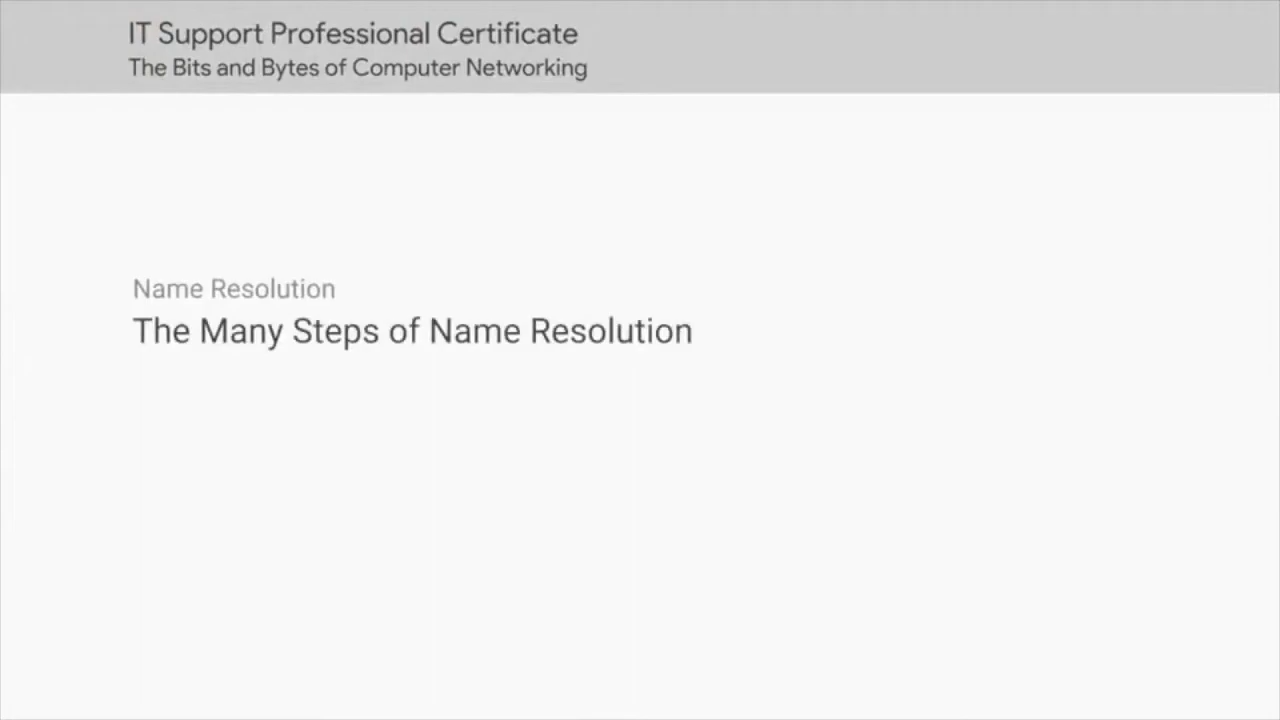 IT Support Professional Certificate
The Bits and Bytes of Computer Networking
Name Resolution
The Many Steps of Name Resolution